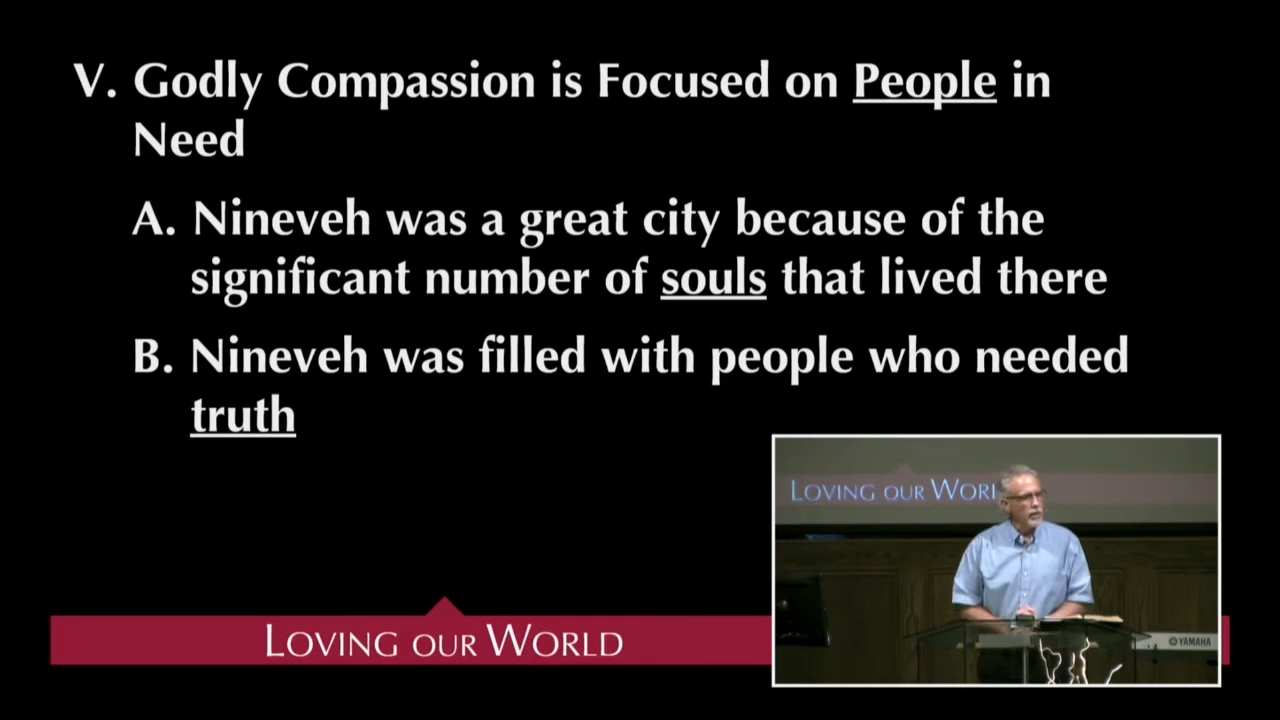 V. Godly Compassion is Focused on People in
Need
A. Nineveh was a great city because of the
significant number of souls that lived there
B. Nineveh was filled with people who needed
truth
LOVING OUR WORLD
LOVING OUR WORL
YAMAHA